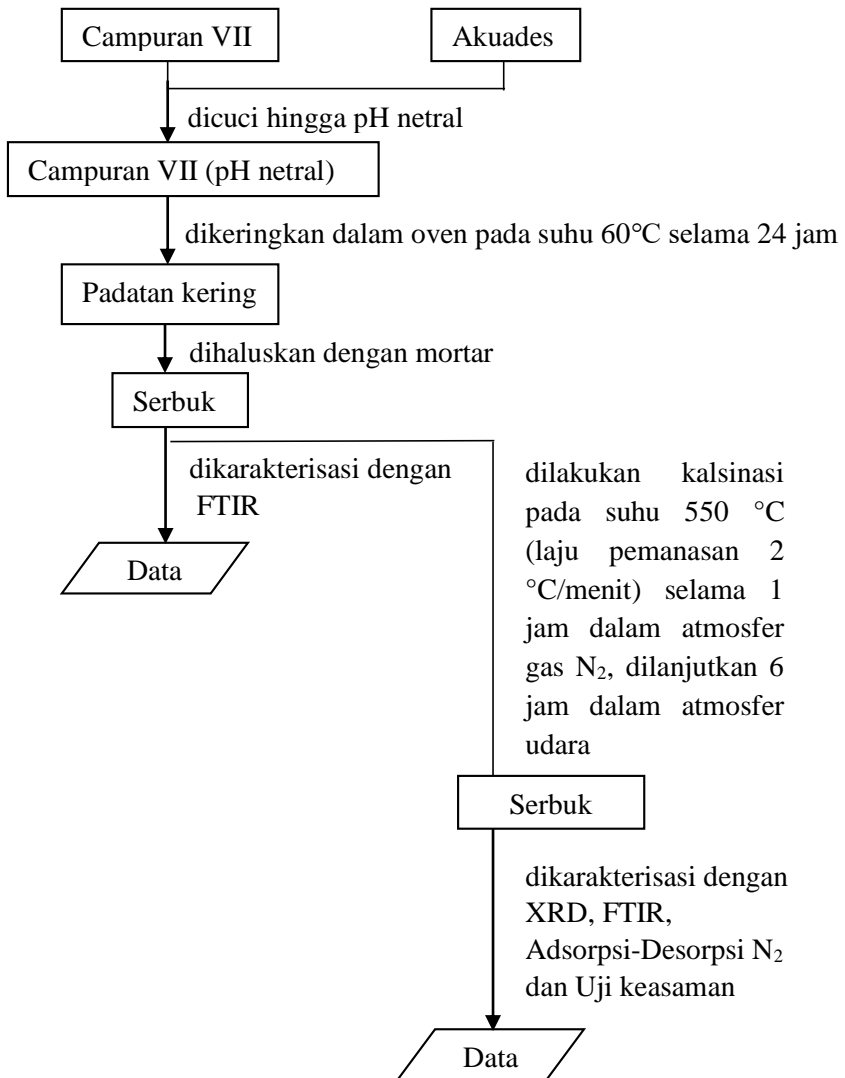 Campuran VII
Akuades
dicuci hingga pH netral
Campuran VII (pH netral)
dikeringkan dalam oven pada suhu 60°C selama 24 jam
Padatan kering
dihaluskan dengan mortar
Serbuk
dikarakterisasi dengan
FTIR
Data
dilakukan kalsinasi
pada suhu 550 °C
(laju pemanasan 2
°C/menit) selama 1
jam dalam atmosfer
gas N₂, dilanjutkan 6
jam dalam atmosfer
udara
Serbuk
dikarakterisasi dengan
XRD, FTIR,
Adsorpsi-Desorpsi N₂
dan Uji keasaman
Data